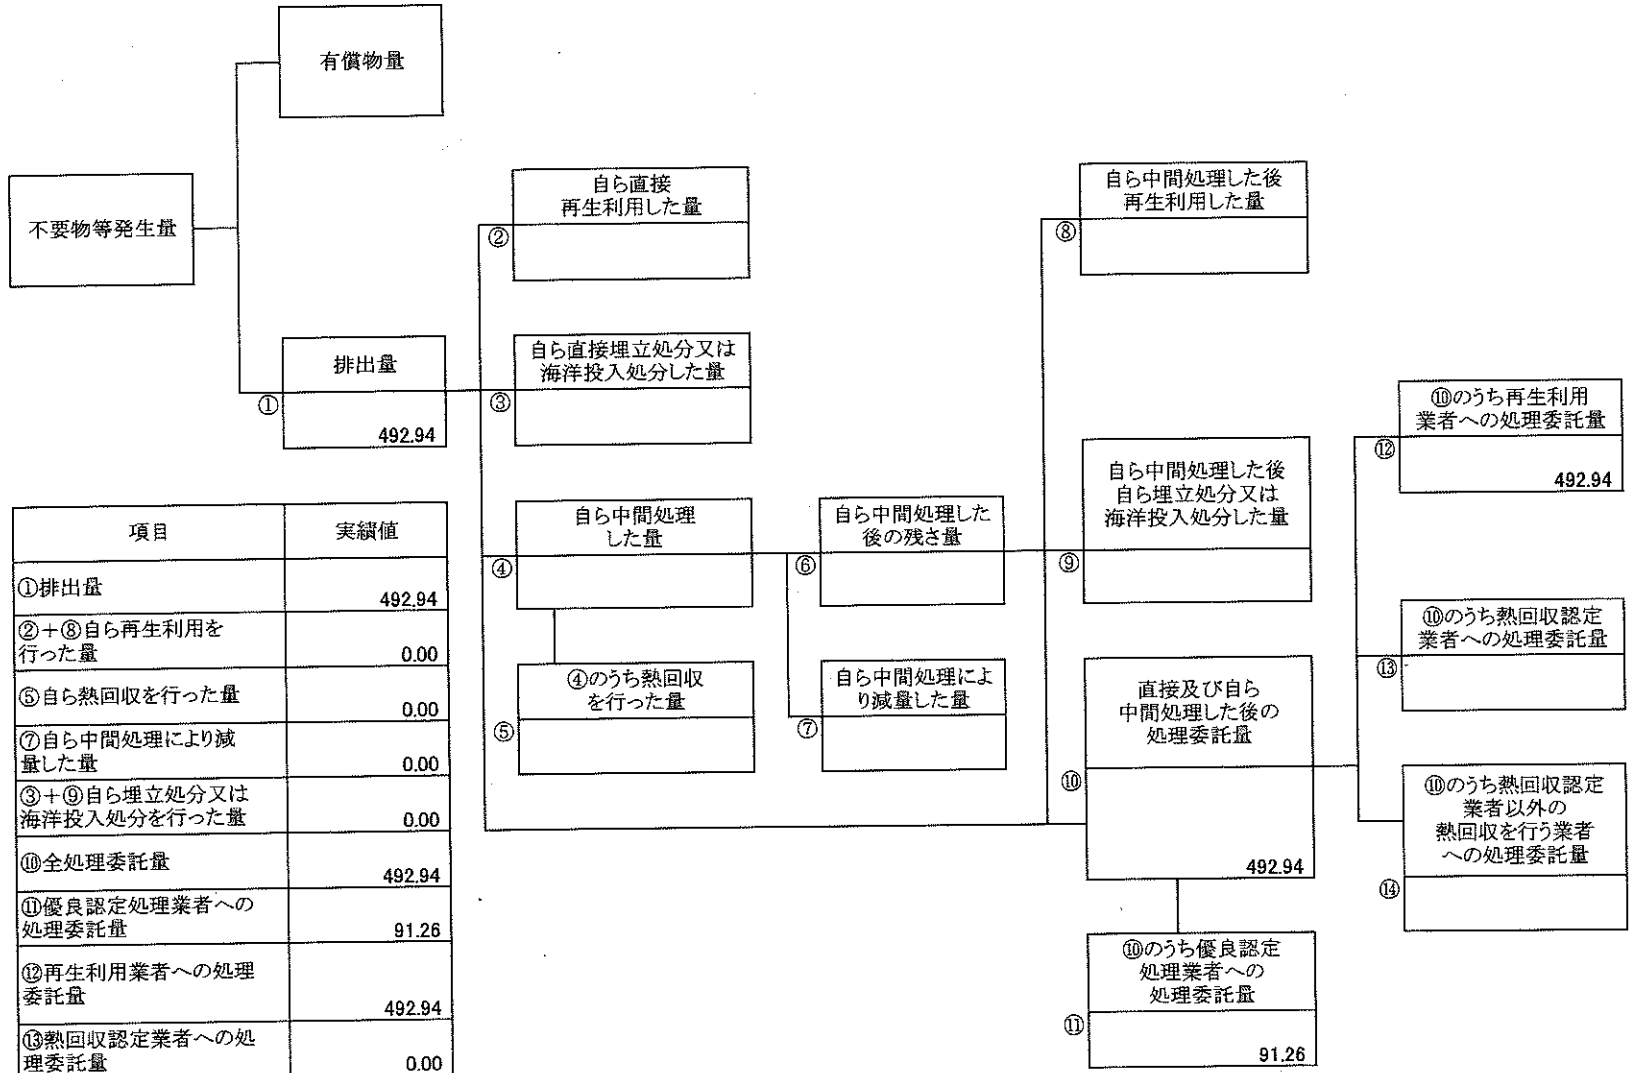 有償物量
不要物等発生量
排出量
①
492.94
自ら直接
再生利用した量
②
自ら直接埋立処分又は
海洋投入処分した量
③
自ら中間処理
した量
④
④のうち熱回収
を行った量
⑤
自ら中間処理した
後の残さ量
⑥
自ら中間処理によ
り減量した量
⑦
自ら中間処理した後
再生利用した量
⑧
自ら中間処理した後
自ら埋立処分又は
海洋投入処分した量
⑨
直接及び自ら
中間処理した後の
処理委託量
⑩
492.94
⑩のうち優良認定
処理業者への
処理委託量
⑪
91.26
⑩のうち再生利用
業者への処理委託量
⑫
492.94
⑩のうち熱回収認定
業者への処理委託量
⑬
⑩のうち熱回収認定
業者以外の
熱回収を行う業者
への処理委託量
⑭
項目 実績値
①排出量 492.94
②+⑧自ら再生利用を
行った量 0.00
⑤自ら熱回収を行った量 0.00
⑦自ら中間処理により減
量した量 0.00
③+⑨自ら埋立処分又は
海洋投入処分を行った量 0.00
⑩全処理委託量 492.94
⑪優良認定処理業者への
処理委託量 91.26
⑫再生利用業者への処理
委託量 492.94
⑬熱回収認定業者への処
理委託量 0.00